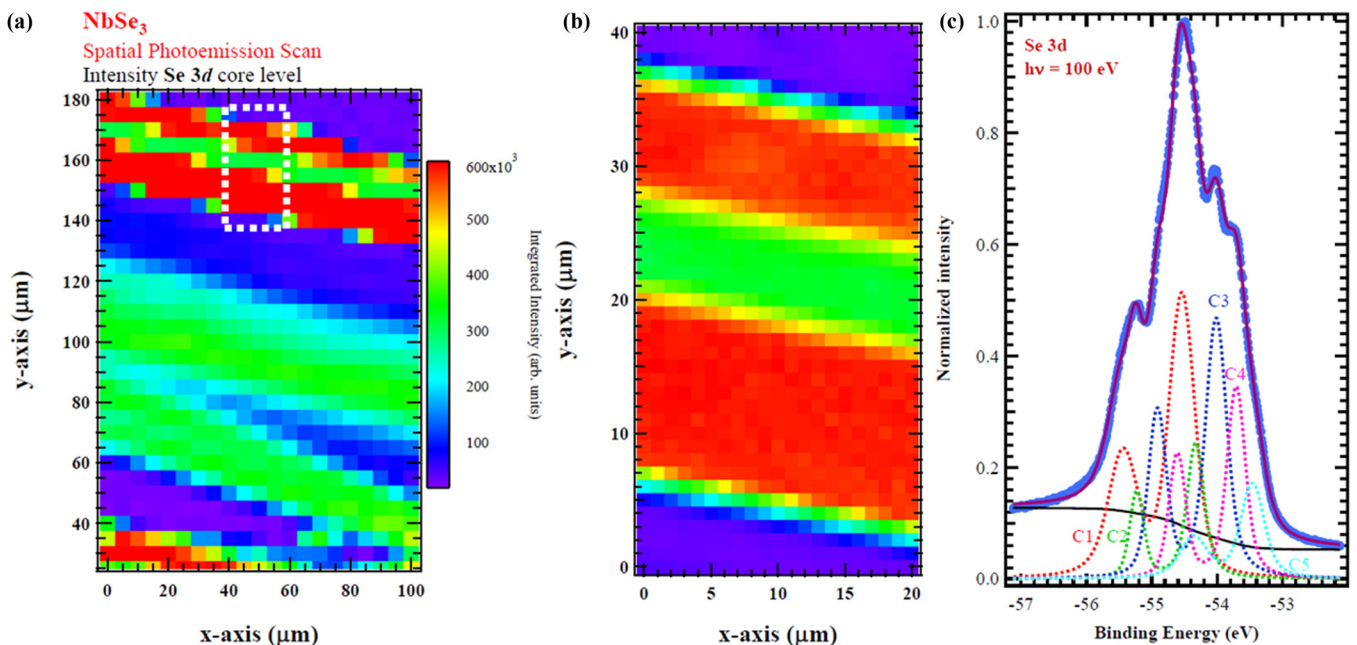 (a)
NbSe₃
Spatial Photoemission Scan
Intensity Se 3d core level
180
160
140
120
100
80
60
40
0 20 40 60 80 100
x-axis (μm)
y-axis (μm)
600x10³
500
400
300
200
100
Integrated Intensity (arb. units)
(b)
40
30
20
10
0
0 5 10 15 20
x-axis (μm)
y-axis (μm)
(c)
Se 3d
hν = 100 eV
1.0
0.8
0.6
0.4
0.2
0.0
C1
C2
C3
C4
C5
-57 -56 -55 -54 -53
Binding Energy (eV)
Normalized intensity